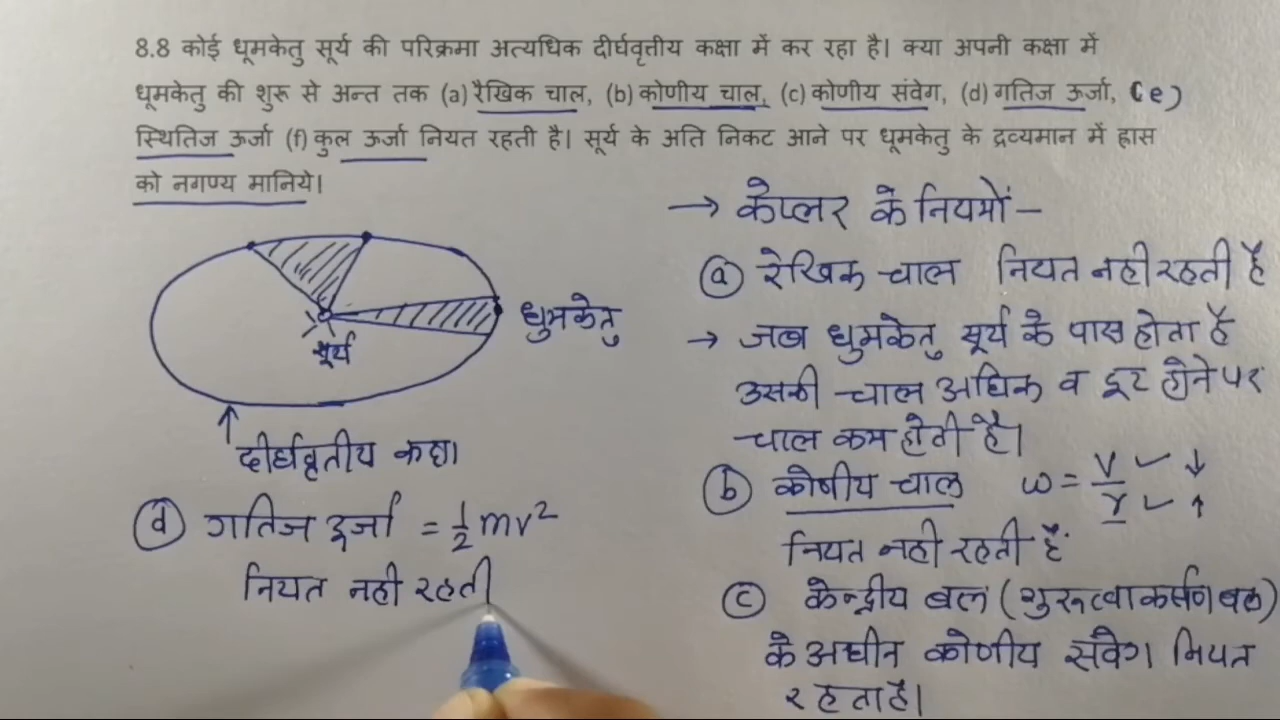 8.8 कोई धूमकेतु सूर्य की परिक्रमा अत्यधिक दीर्घवृत्तीय कक्षा में कर रहा है। क्या अपनी कक्षा में
धूमकेतु की शुरू से अन्त तक (a) रैखिक चाल, (b) कोणीय चाल, (c) कोणीय संवेग, (d) गतिज ऊर्जा, (e)
स्थितिज ऊर्जा (f) कुल ऊर्जा नियत रहती है। सूर्य के अति निकट आने पर धूमकेतु के द्रव्यमान में ह्रास
को नगण्य मानिये।
सूर्य
धुमकेतु
दीर्घवृतीय कक्षा
(d) गतिज उर्जा = 1/2 mv²
नियत नही रहती
→ केप्लर के नियमों –
(a) रेखिक चाल नियत नही रहती है
→ जब धुमकेतु सूर्य के पास होता है
उसकी चाल अधिक व दूर होने पर
चाल कम होती है।
(b) कोणीय चाल ω = v/r ↓ ↑
नियत नही रहती है
(c) केन्द्रीय बल (गुरूत्वाकर्सण बल)
के अधीन कोणीय संवेग नियत
रहता है।